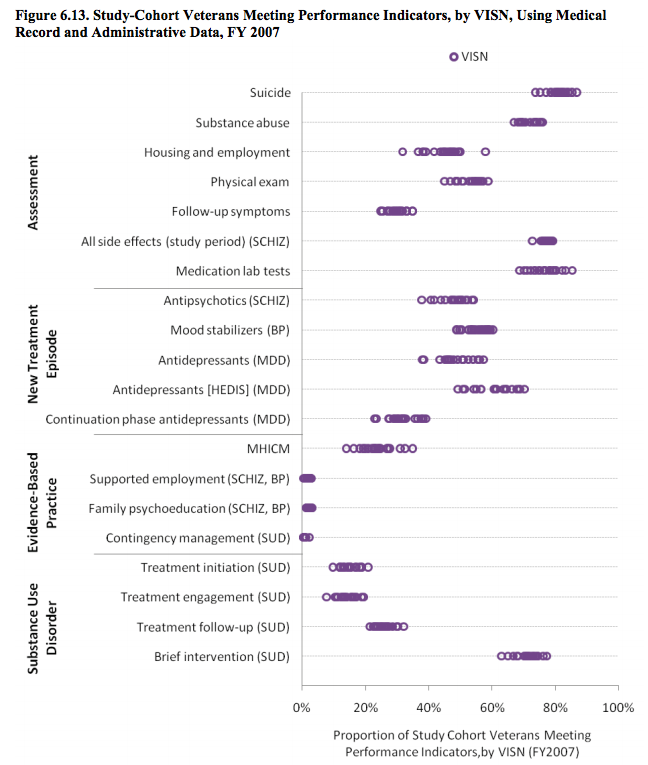 Figure 6.13. Study-Cohort Veterans Meeting Performance Indicators, by VISN, Using Medical
Record and Administrative Data, FY 2007
VISN
Assessment
Suicide
Substance abuse
Housing and employment
Physical exam
Follow-up symptoms
All side effects (study period) (SCHIZ)
Medication lab tests
New Treatment
Episode
Antipsychotics (SCHIZ)
Mood stabilizers (BP)
Antidepressants (MDD)
Antidepressants [HEDIS] (MDD)
Continuation phase antidepressants (MDD)
Evidence-Based
Practice
MHICM
Supported employment (SCHIZ, BP)
Family psychoeducation (SCHIZ, BP)
Contingency management (SUD)
Substance Use
Disorder
Treatment initiation (SUD)
Treatment engagement (SUD)
Treatment follow-up (SUD)
Brief intervention (SUD)
0% 20% 40% 60% 80% 100%
Proportion of Study Cohort Veterans Meeting
Performance Indicators,by VISN (FY2007)